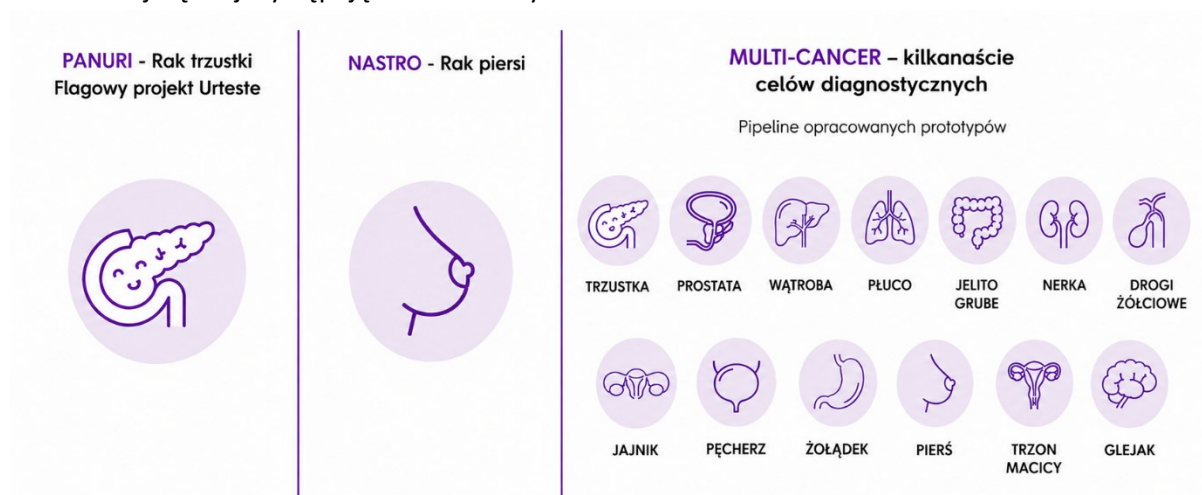 PANURI - Rak trzustki
Flagowy projekt Urteste
NASTRO - Rak piersi
MULTI-CANCER – kilkanaście
celów diagnostycznych
Pipeline opracowanych prototypów
TRZUSTKA
PROSTATA
WĄTROBA
PŁUCO
JELITO
GRUBE
NERKA
DROGI
ŻÓŁCIOWE
JAJNIK
PĘCHERZ
ŻOŁĄDEK
PIERŚ
TRZON
MACICY
GLEJAK